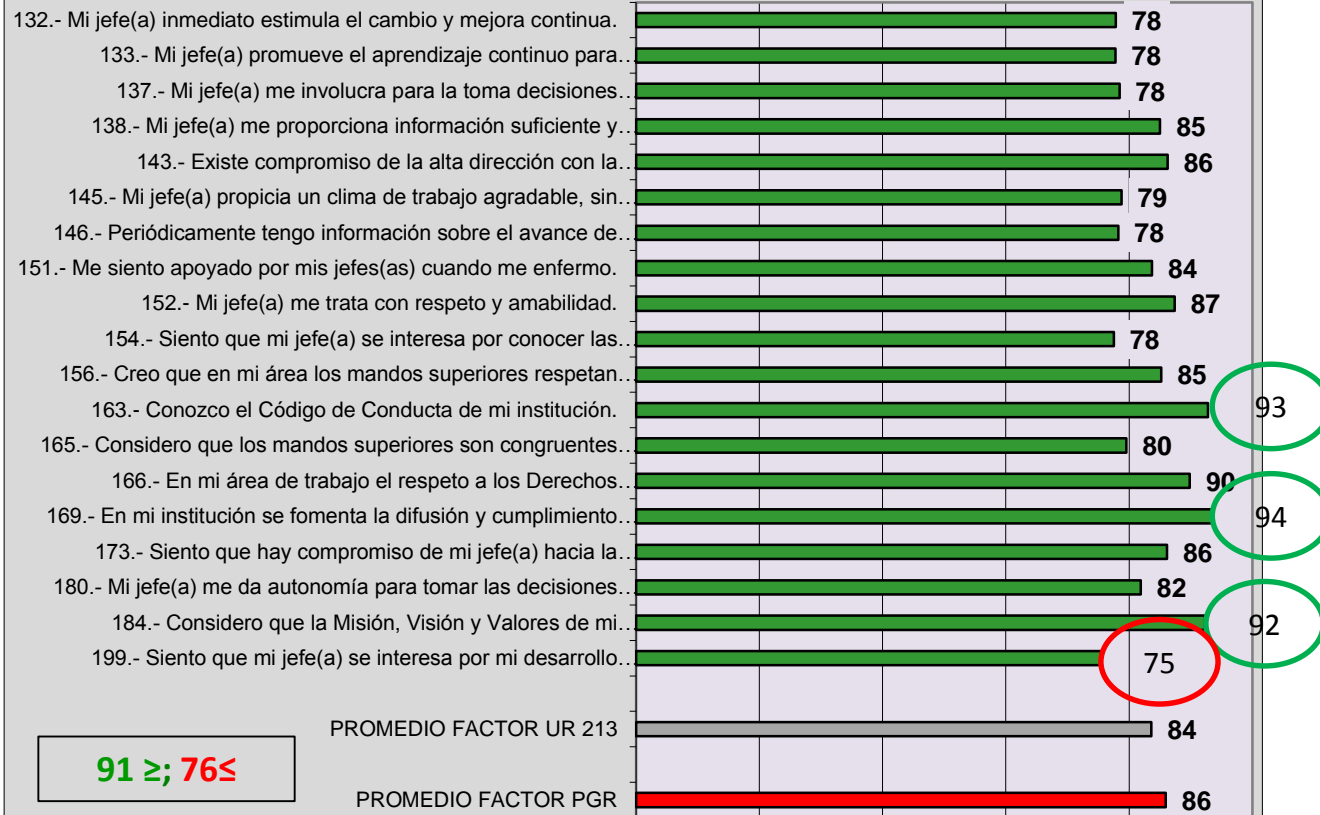 132.- Mi jefe(a) inmediato estimula el cambio y mejora continua. 78
133.- Mi jefe(a) promueve el aprendizaje continuo para... 78
137.- Mi jefe(a) me involucra para la toma decisiones... 78
138.- Mi jefe(a) me proporciona información suficiente y... 85
143.- Existe compromiso de la alta dirección con la... 86
145.- Mi jefe(a) propicia un clima de trabajo agradable, sin... 79
146.- Periódicamente tengo información sobre el avance de... 78
151.- Me siento apoyado por mis jefes(as) cuando me enfermo. 84
152.- Mi jefe(a) me trata con respeto y amabilidad. 87
154.- Siento que mi jefe(a) se interesa por conocer las... 78
156.- Creo que en mi área los mandos superiores respetan... 85
163.- Conozco el Código de Conducta de mi institución. 93
165.- Considero que los mandos superiores son congruentes... 80
166.- En mi área de trabajo el respeto a los Derechos... 90
169.- En mi institución se fomenta la difusión y cumplimiento... 94
173.- Siento que hay compromiso de mi jefe(a) hacia la... 86
180.- Mi jefe(a) me da autonomía para tomar las decisiones... 82
184.- Considero que la Misión, Visión y Valores de mi... 92
199.- Siento que mi jefe(a) se interesa por mi desarrollo... 75
PROMEDIO FACTOR UR 213 84
91 ≥; 76≤
PROMEDIO FACTOR PGR 86